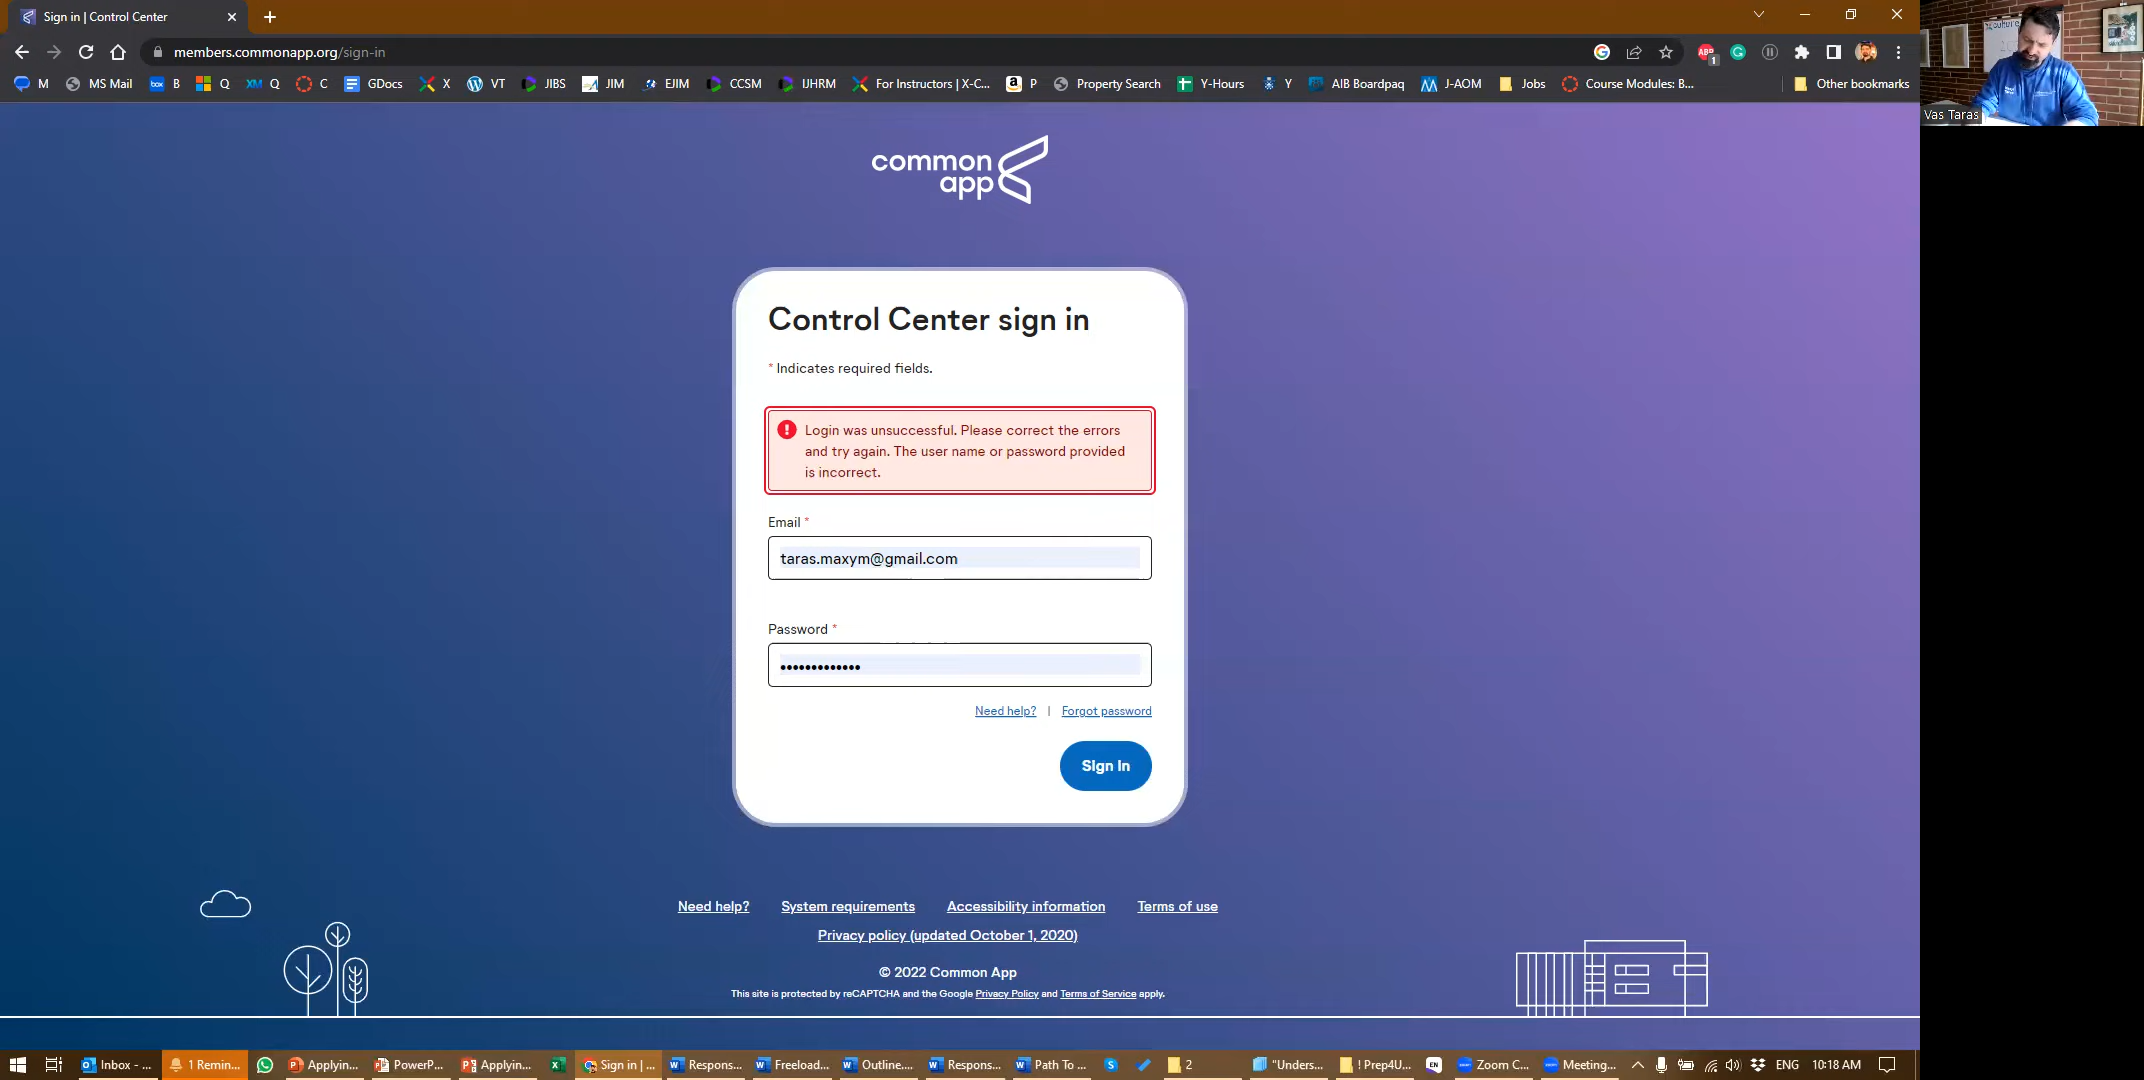 Sign in | Control Center
members.commonapp.org/sign-in
M MS Mail box B Q XM Q C GDocs X VT JIBS JIM EJIM CCSM IJHRM For Instructors | X-C... P Property Search Y-Hours Y AIB Boardpaq J-AOM Jobs Course Modules: B... Other bookmarks
Vas Taras
common
app
Control Center sign in
* Indicates required fields.
Login was unsuccessful. Please correct the errors
and try again. The user name or password provided
is incorrect.
Email *
taras.maxym@gmail.com
Password *
Need help? | Forgot password
Sign in
Need help? System requirements Accessibility information Terms of use
Privacy policy (updated October 1, 2020)
© 2022 Common App
This site is protected by reCAPTCHA and the Google Privacy Policy and Terms of Service apply.
Inbox - ... 1 Remin... Applyin... PowerP... Applyin... Sign in | ... Respons... Freeload... Outline.... Respons... Path To ... 2 "Unders... ! Prep4U... EN Zoom C... Meeting... ENG 10:18 AM